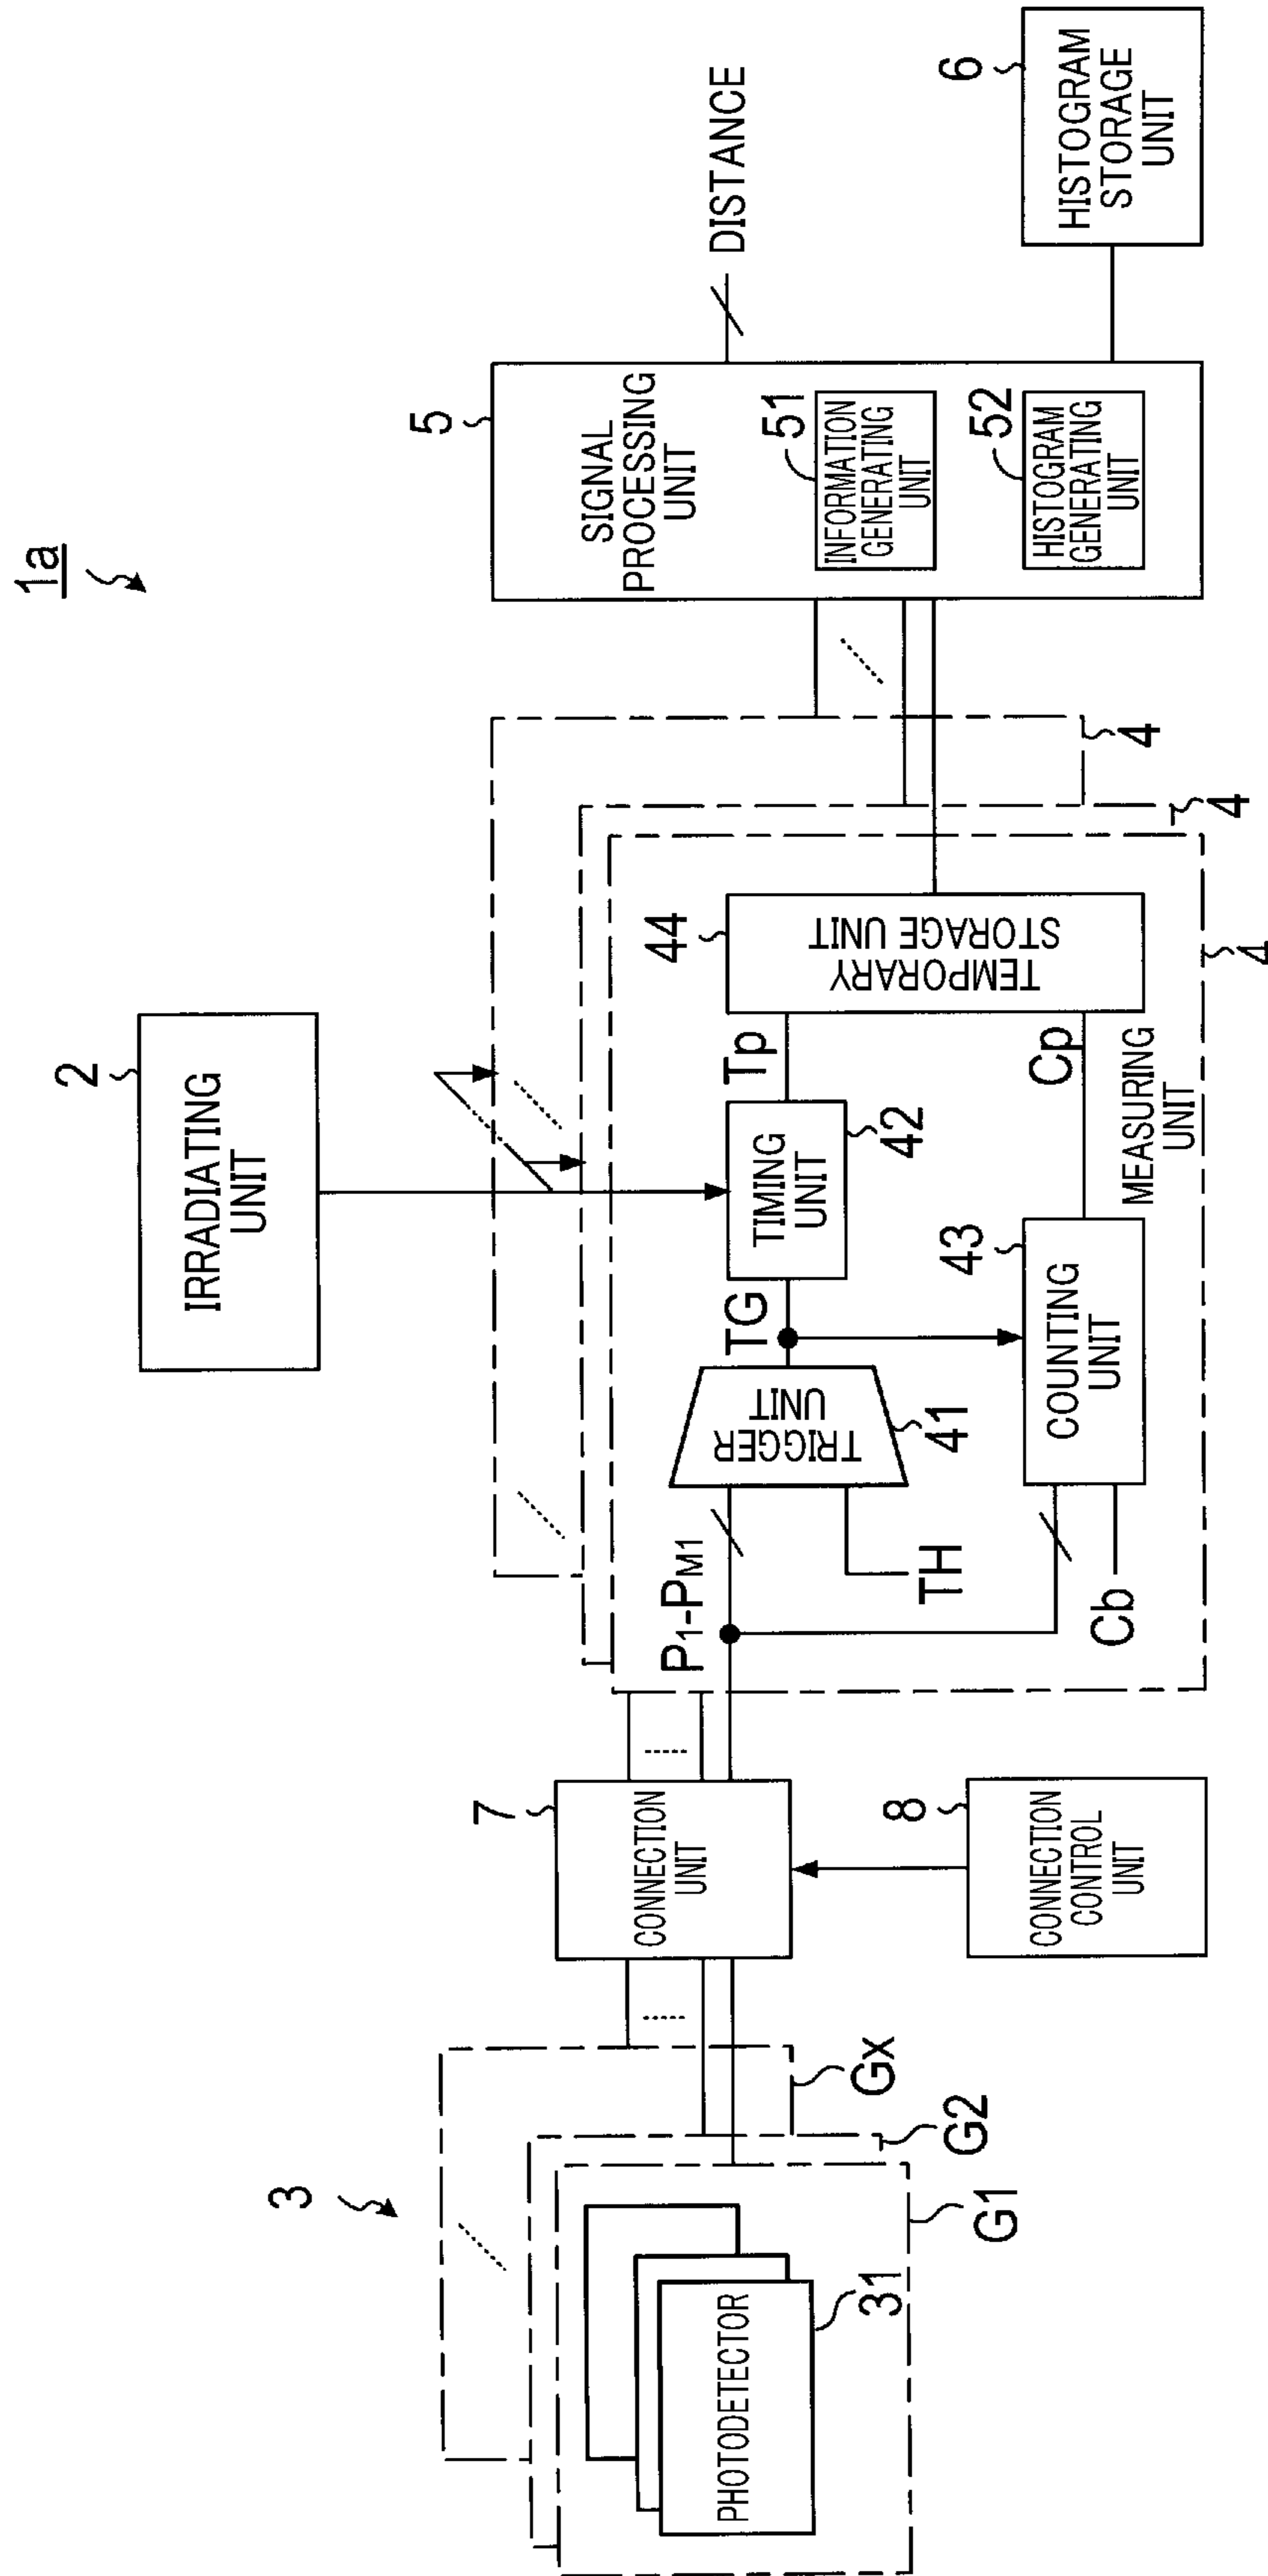 1a
2
IRRADIATING
UNIT
3
PHOTODETECTOR
31
G1
G2
Gx
7
CONNECTION
UNIT
8
CONNECTION
CONTROL
UNIT
P1-PM1
TH
Cb
TRIGGER
UNIT
41
TG
TIMING
UNIT
42
Tp
COUNTING
UNIT
43
Cp
MEASURING
UNIT
TEMPORARY
STORAGE UNIT
44
4
4
4
5
SIGNAL
PROCESSING
UNIT
INFORMATION
GENERATING
UNIT
51
HISTOGRAM
GENERATING
UNIT
52
DISTANCE
6
HISTOGRAM
STORAGE
UNIT